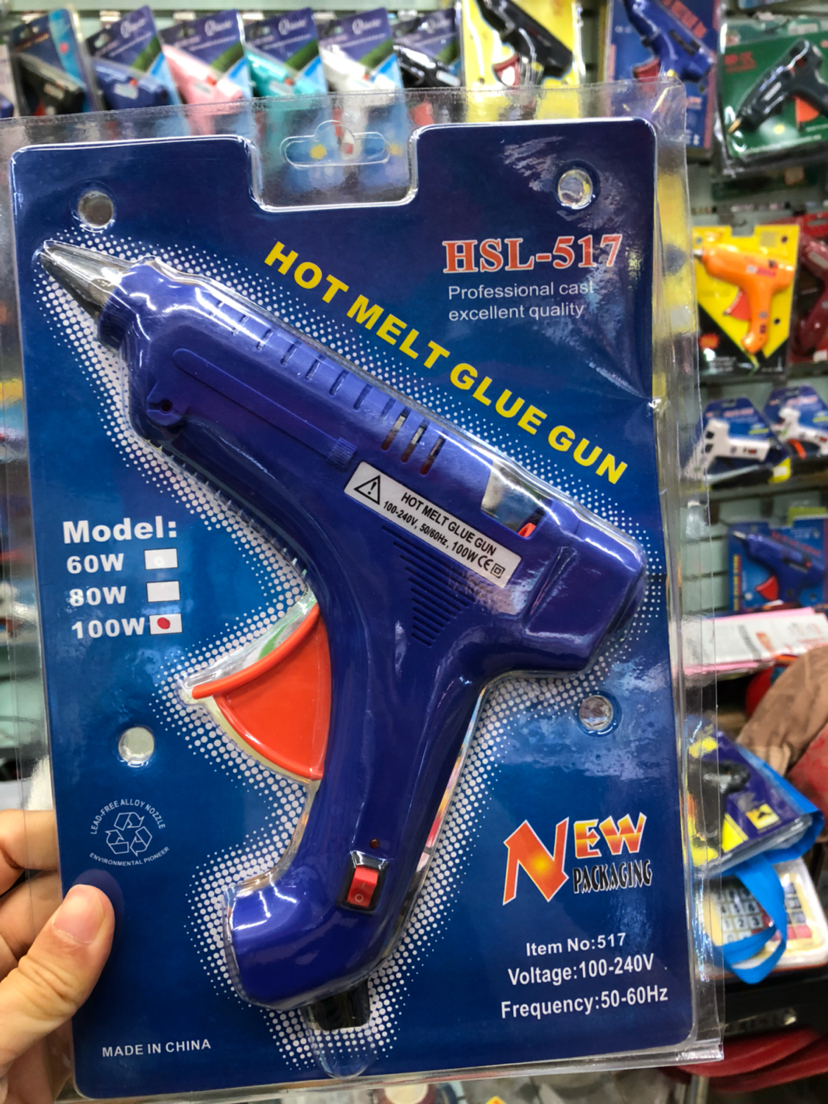 HSL-517
Professional cast
excellent quality
HOT MELT GLUE GUN
HOT MELT GLUE GUN
100-240V, 50/60Hz, 100W CE
Model:
60W
80W
100W
LEAD-FREE ALLOY NOZZLE
ENVIRONMENTAL PIONEER
NEW
PACKAGING
Item No:517
Voltage:100-240V
Frequency:50-60Hz
MADE IN CHINA